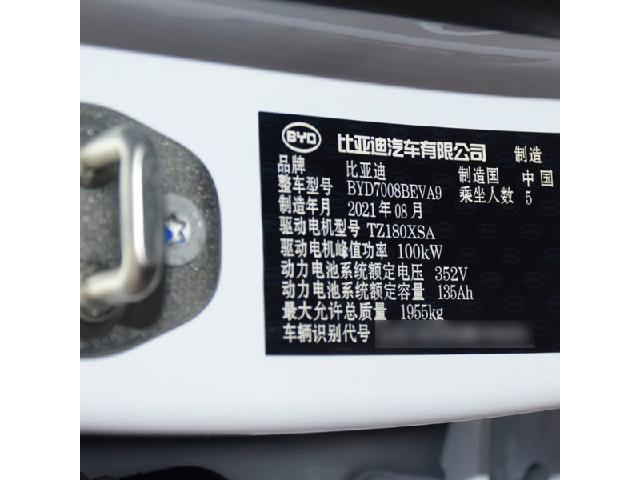 BYD 比亚迪汽车有限公司 制造
品牌 比亚迪 制造国 中国
整车型号 BYD7008BEVA9 乘坐人数 5
制造年月 2021年08月
驱动电机型号 TZ180XSA
驱动电机峰值功率 100kW
动力电池系统额定电压 352V
动力电池系统额定容量 135Ah
最大允许总质量 1955kg
车辆识别代号